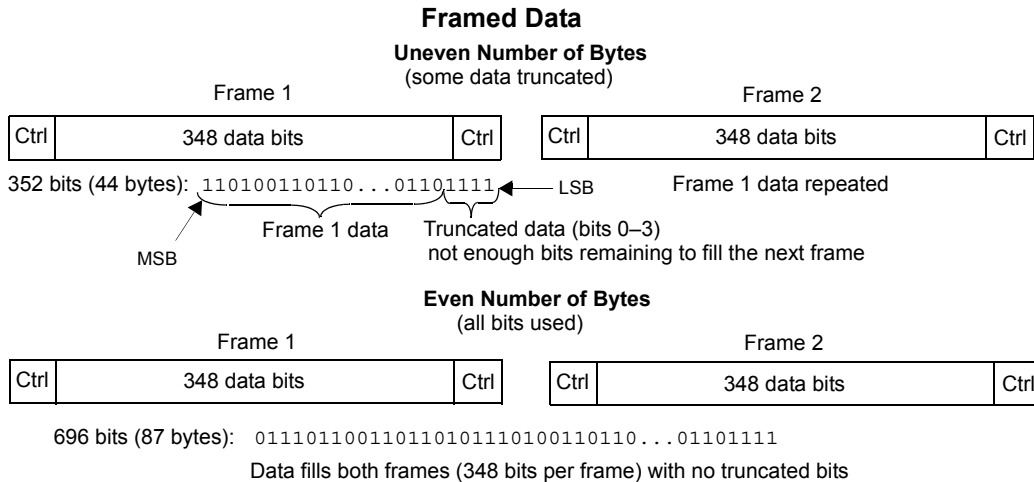 Framed Data
Uneven Number of Bytes
(some data truncated)
Frame 1
Frame 2
Ctrl 348 data bits Ctrl Ctrl 348 data bits Ctrl
352 bits (44 bytes): 110100110110...01101111 LSB Frame 1 data repeated
Frame 1 data Truncated data (bits 0–3)
MSB not enough bits remaining to fill the next frame
Even Number of Bytes
(all bits used)
Frame 1 Frame 2
Ctrl 348 data bits Ctrl Ctrl 348 data bits Ctrl
696 bits (87 bytes): 011101100110110101110100110110...01101111
Data fills both frames (348 bits per frame) with no truncated bits